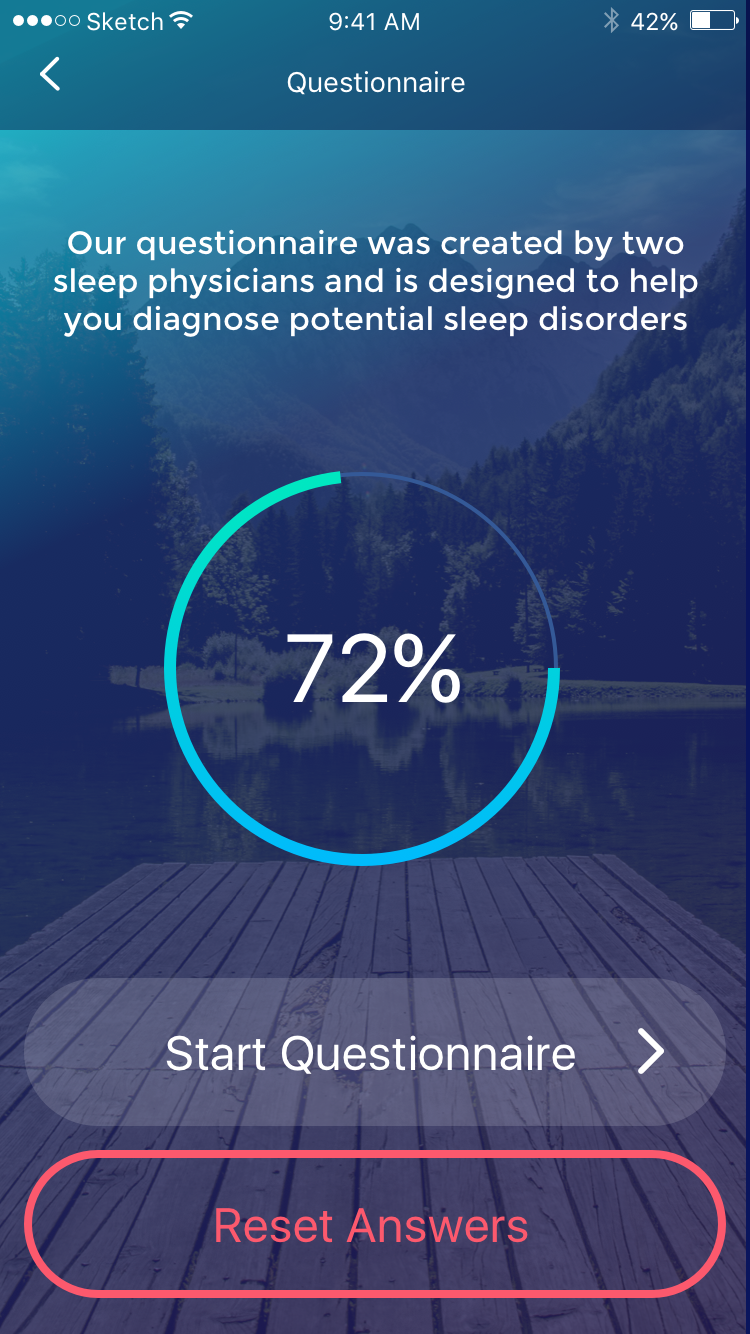 Sketch 9:41 AM 42%
Questionnaire
Our questionnaire was created by two
sleep physicians and is designed to help
you diagnose potential sleep disorders
72%
Start Questionnaire
Reset Answers